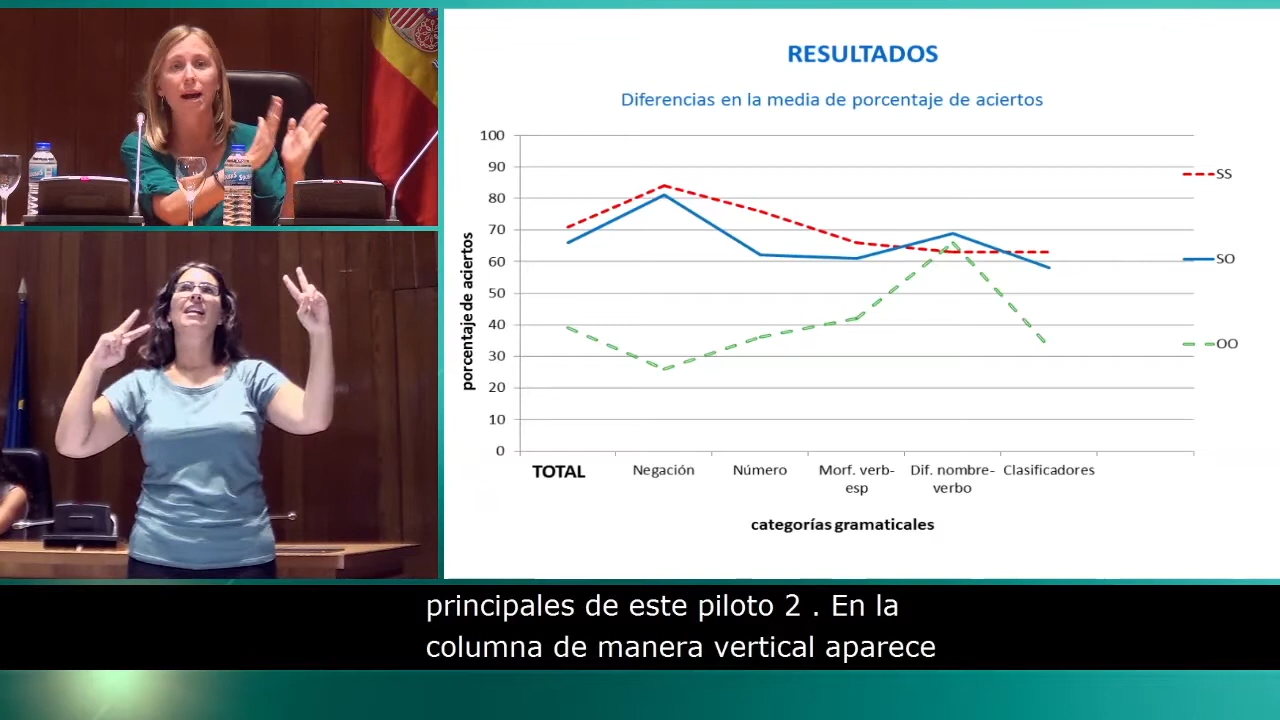 RESULTADOS
Diferencias en la media de porcentaje de aciertos
porcentaje de aciertos
100
90
80
70
60
50
40
30
20
10
0
TOTAL
Negación
Número
Morf. verb-
esp
Dif. nombre-
verbo
Clasificadores
categorías gramaticales
SS
SO
OO
principales de este piloto 2 . En la
columna de manera vertical aparece